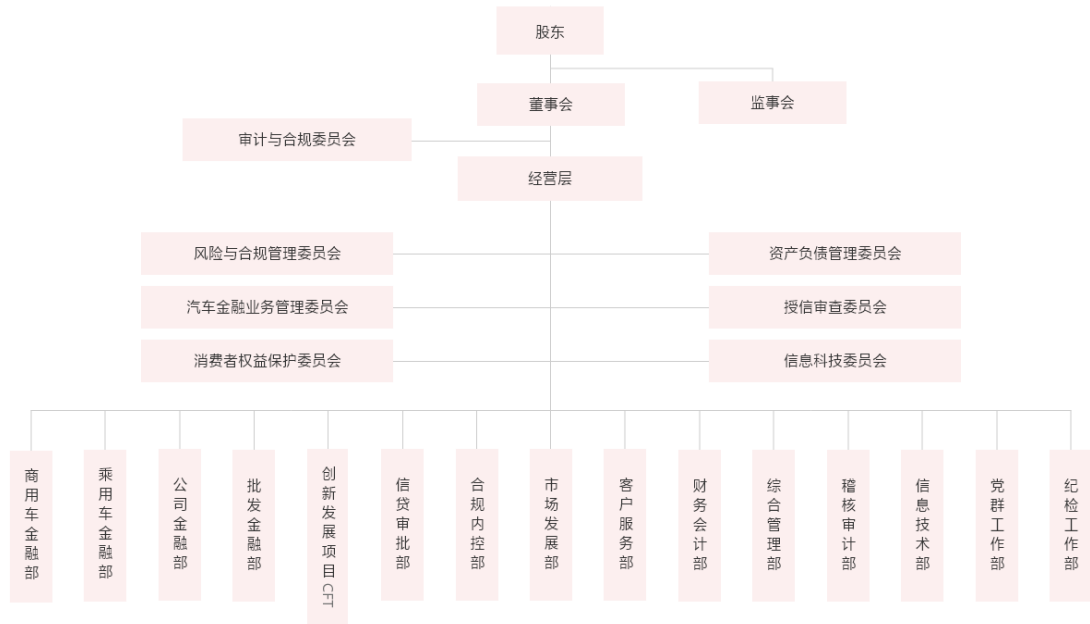 股东
董事会
监事会
审计与合规委员会
经营层
风险与合规管理委员会
资产负债管理委员会
汽车金融业务管理委员会
授信审查委员会
消费者权益保护委员会
信息科技委员会
商用车金融部
乘用车金融部
公司金融部
批发金融部
创新发展项目CFT
信贷审批部
合规内控部
市场发展部
客户服务部
财务会计部
综合管理部
稽核审计部
信息技术部
党群工作部
纪检工作部